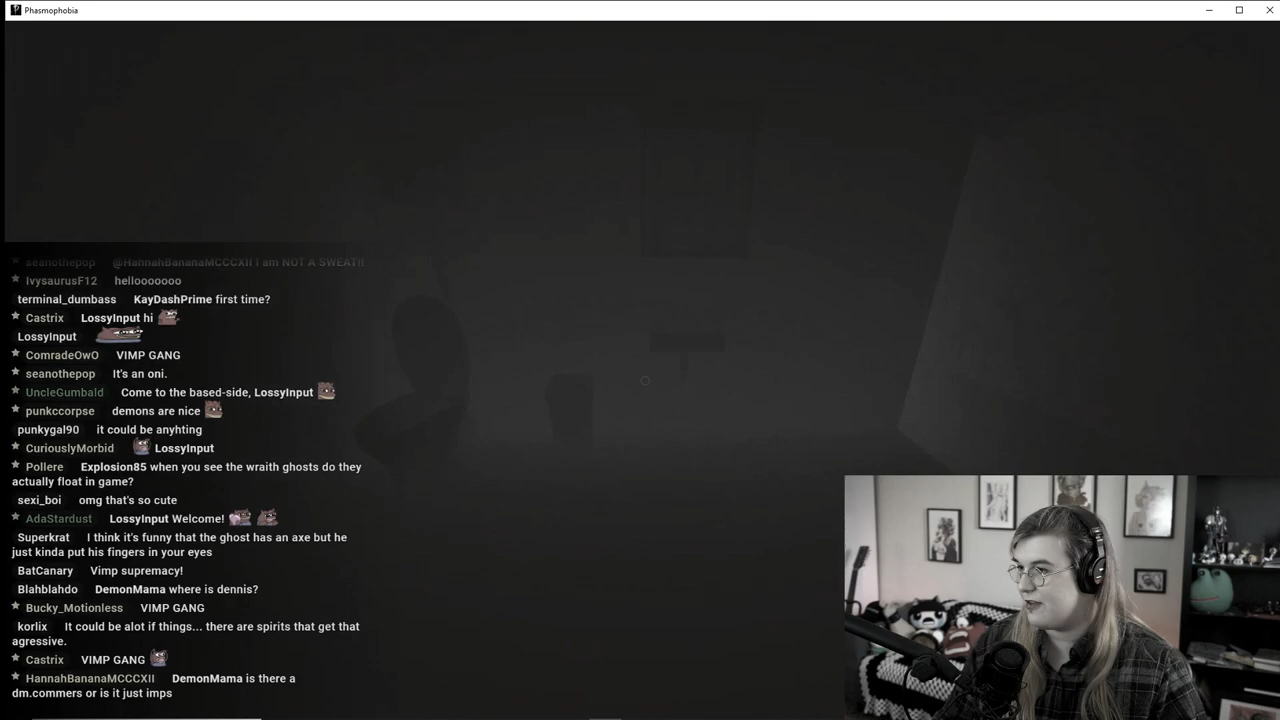 Phasmophobia
seanothepop @HannahBananaMCCCXII I am NOT A SWEAT!!
IvysaurusF12 hellooooooo
terminal_dumbass KayDashPrime first time?
Castrix LossyInput hi
LossyInput
ComradeOwO VIMP GANG
seanothepop It's an oni.
UncleGumbald Come to the based-side, LossyInput
punkccorpse demons are nice
punkygal90 it could be anyhting
CuriouslyMorbid LossyInput
Pollere Explosion85 when you see the wraith ghosts do they
actually float in game?
sexi_boi omg that's so cute
AdaStardust LossyInput Welcome!
Superkrat I think it's funny that the ghost has an axe but he
just kinda put his fingers in your eyes
BatCanary Vimp supremacy!
Blahblahdo DemonMama where is dennis?
Bucky_Motionless VIMP GANG
korlix It could be alot if things... there are spirits that get that
agressive.
Castrix VIMP GANG
HannahBananaMCCCXII DemonMama is there a
dm.commers or is it just imps